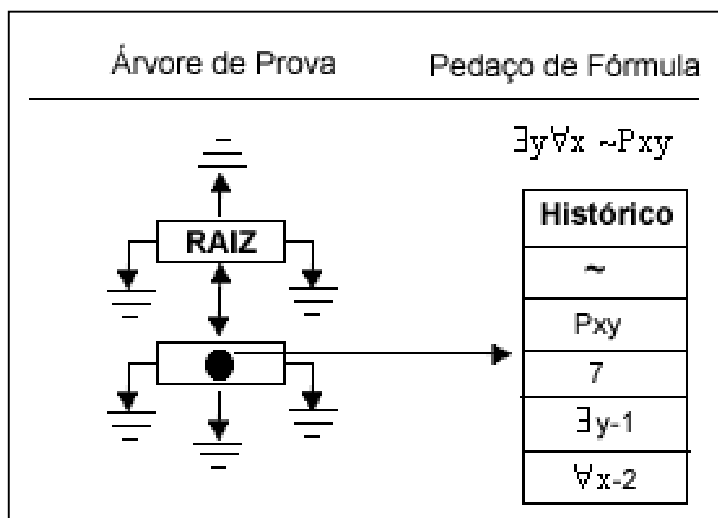 Árvore de Prova Pedaço de Fórmula
∃y∀x ~Pxy
Histórico
~
RAIZ
Pxy
7
∃y-1
∀x-2